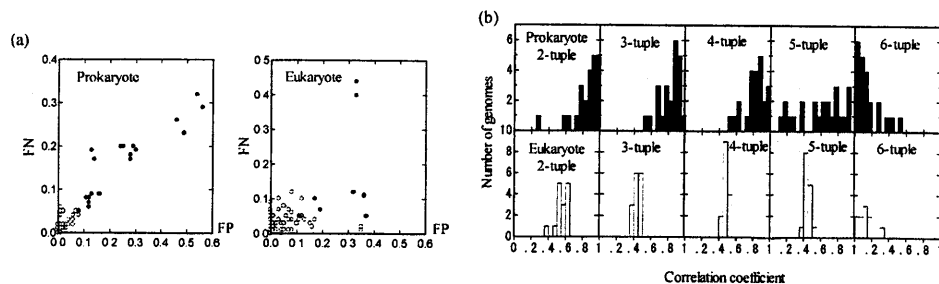 (a)
Prokaryote
FN
0.4
0.3
0.2
0.1
0.0
0.0 0.1 0.2 0.3 0.4 0.5 0.6
FP
Eukaryote
FN
0.5
0.4
0.3
0.2
0.1
0.0
0.0 0.1 0.2 0.3 0.4 0.5 0.6
FP
(b)
Number of genomes
Prokaryote
2-tuple
3-tuple
4-tuple
5-tuple
6-tuple
6
4
2
0
10
Eukaryote
2-tuple
3-tuple
4-tuple
5-tuple
6-tuple
8
6
4
2
0
0 .2 .4 .6 .8 1 .2 .4 .6 .8 1 .2 .4 .6 .8 1 .2 .4 .6 .8 1 .2 .4 .6 .8 1
Correlation coefficient